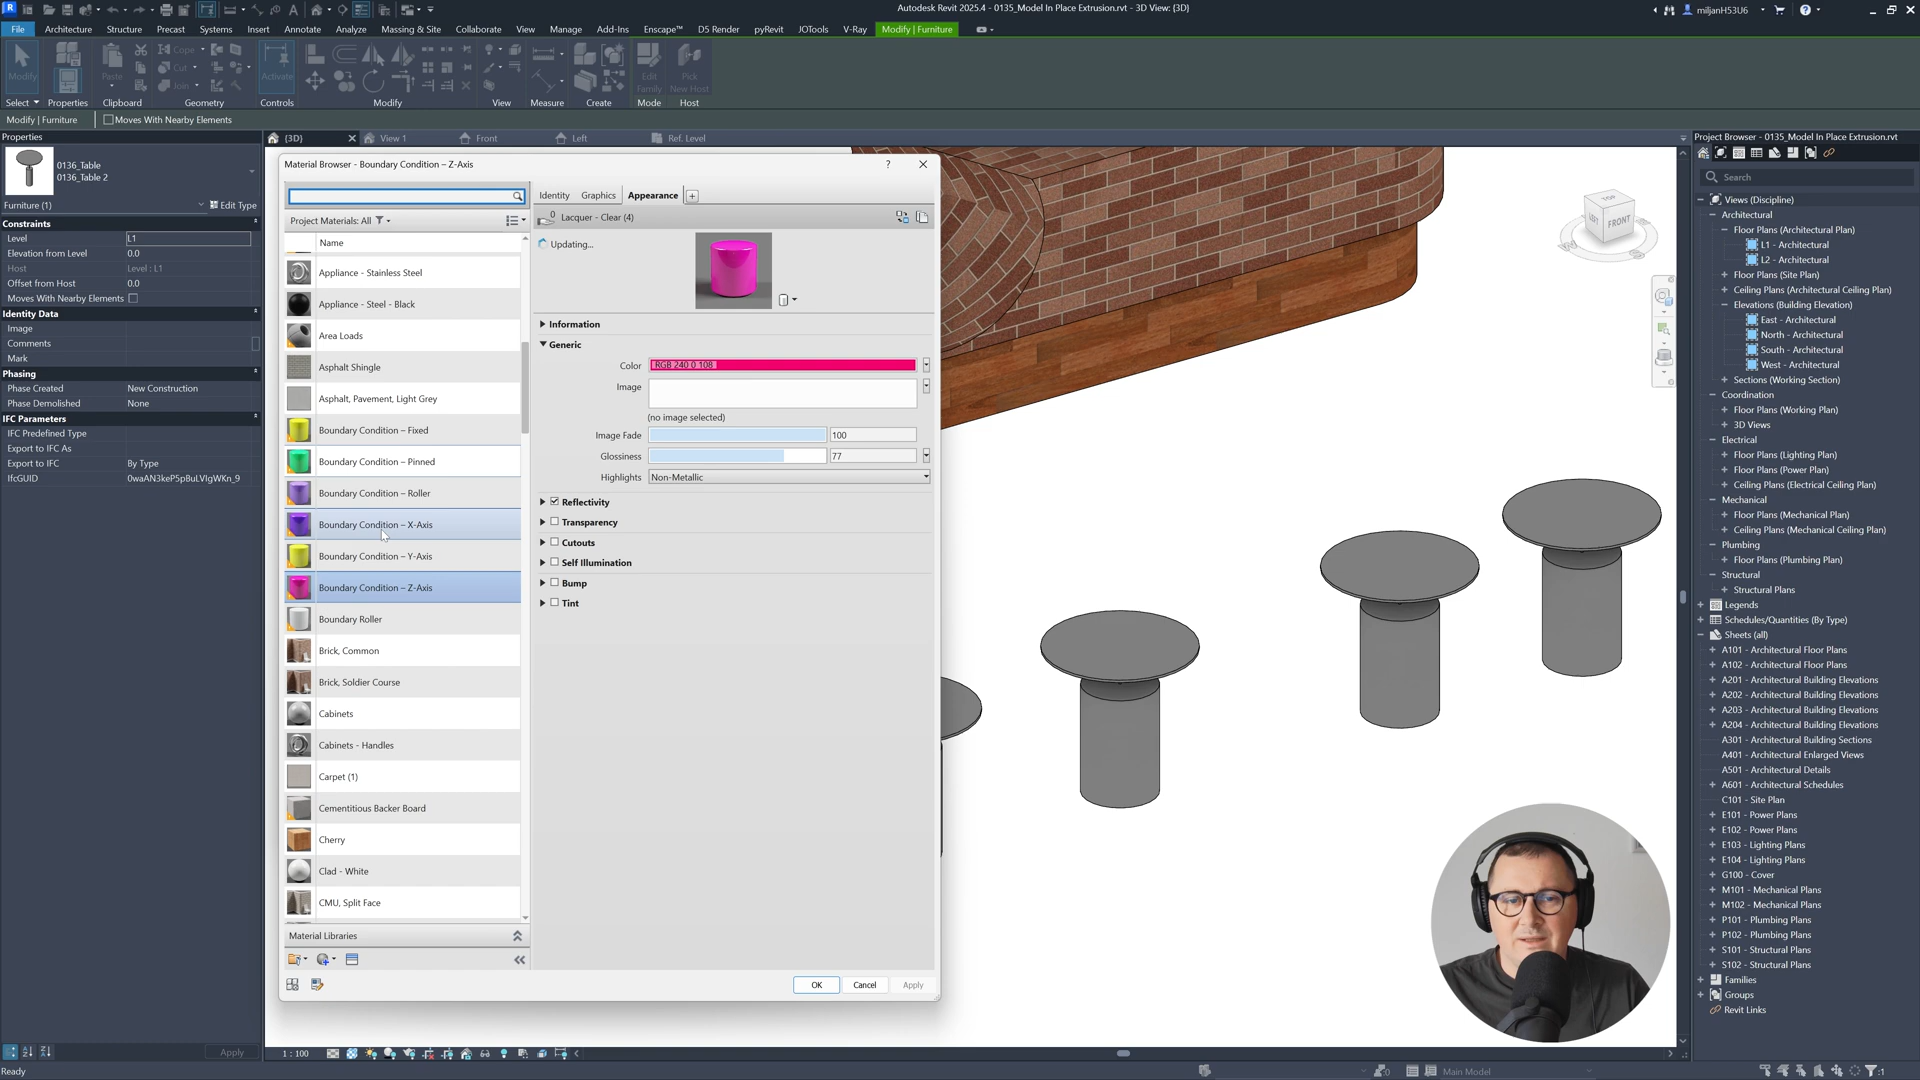 Autodesk Revit 2025.4 - 0135_Model In Place Extrusion.rvt - 3D View: {3D}
miljanH53U6
File Architecture Structure Precast Systems Insert Annotate Analyze Massing & Site Collaborate View Manage Add-Ins Enscape™ D5 Render pyRevit JOTools V-Ray Modify | Furniture
Modify Paste Cope Cut Join Activate Edit Family Pick New Host
Select Properties Clipboard Geometry Controls Modify View Measure Create Mode Host
Modify | Furniture Moves With Nearby Elements
Properties
0136_Table
0136_Table 2
Furniture (1) Edit Type
Constraints
Level L1
Elevation from Level 0.0
Host Level : L1
Offset from Host 0.0
Moves With Nearby Elements
Identity Data
Image
Comments
Mark
Phasing
Phase Created New Construction
Phase Demolished None
IFC Parameters
IFC Predefined Type
Export to IFC As
Export to IFC By Type
IfcGUID 0waAN3keP5pBuLVIgWKn_9
Apply
Ready
{3D} View 1 Front Left Ref. Level
Material Browser - Boundary Condition – Z-Axis
Project Materials: All
Name
Appliance - Stainless Steel
Appliance - Steel - Black
Area Loads
Asphalt Shingle
Asphalt, Pavement, Light Grey
Boundary Condition – Fixed
Boundary Condition – Pinned
Boundary Condition – Roller
Boundary Condition – X-Axis
Boundary Condition – Y-Axis
Boundary Condition – Z-Axis
Boundary Roller
Brick, Common
Brick, Soldier Course
Cabinets
Cabinets - Handles
Carpet (1)
Cementitious Backer Board
Cherry
Clad - White
CMU, Split Face
Material Libraries
Identity Graphics Appearance
0 Lacquer - Clear (4)
Updating...
Information
Generic
Color RGB 240 0 108
Image
(no image selected)
Image Fade 100
Glossiness 77
Highlights Non-Metallic
Reflectivity
Transparency
Cutouts
Self Illumination
Bump
Tint
OK Cancel Apply
TOP
LEFT FRONT
1 : 100
:0 Main Model :1
Project Browser - 0135_Model In Place Extrusion.rvt
Search
Views (Discipline)
Architectural
Floor Plans (Architectural Plan)
L1 - Architectural
L2 - Architectural
Floor Plans (Site Plan)
Ceiling Plans (Architectural Ceiling Plan)
Elevations (Building Elevation)
East - Architectural
North - Architectural
South - Architectural
West - Architectural
Sections (Working Section)
Coordination
Floor Plans (Working Plan)
3D Views
Electrical
Floor Plans (Lighting Plan)
Floor Plans (Power Plan)
Ceiling Plans (Electrical Ceiling Plan)
Mechanical
Floor Plans (Mechanical Plan)
Ceiling Plans (Mechanical Ceiling Plan)
Plumbing
Floor Plans (Plumbing Plan)
Structural
Structural Plans
Legends
Schedules/Quantities (By Type)
Sheets (all)
A101 - Architectural Floor Plans
A102 - Architectural Floor Plans
A201 - Architectural Building Elevations
A202 - Architectural Building Elevations
A203 - Architectural Building Elevations
A204 - Architectural Building Elevations
A301 - Architectural Building Sections
A401 - Architectural Enlarged Views
A501 - Architectural Details
A601 - Architectural Schedules
C101 - Site Plan
E101 - Power Plans
E102 - Power Plans
E103 - Lighting Plans
E104 - Lighting Plans
G100 - Cover
M101 - Mechanical Plans
M102 - Mechanical Plans
P101 - Plumbing Plans
P102 - Plumbing Plans
S101 - Structural Plans
S102 - Structural Plans
Families
Groups
Revit Links